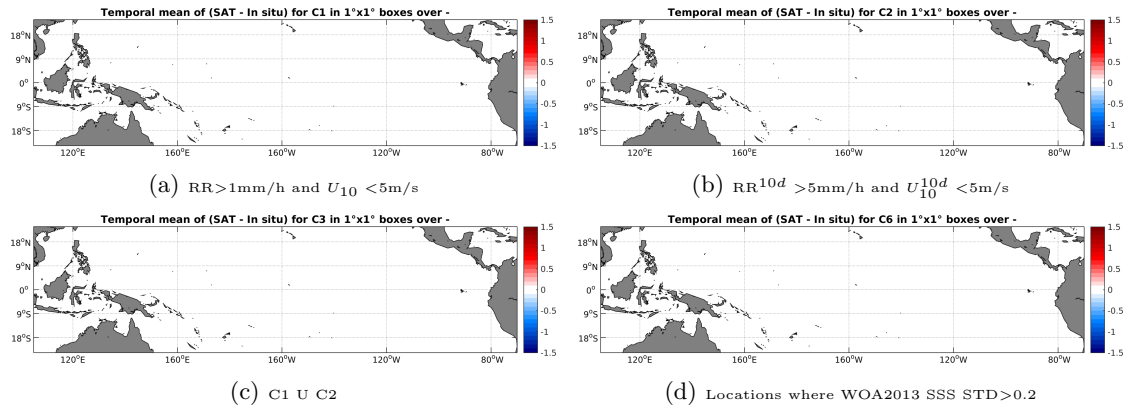 Temporal mean of (SAT - In situ) for C1 in 1°x1° boxes over -
18°N
9°N
0°
9°S
18°S
120°E 160°E 160°W 120°W 80°W
1.5
1
0.5
0
-0.5
-1
-1.5
(a) RR>1mm/h and U10 <5m/s
Temporal mean of (SAT - In situ) for C2 in 1°x1° boxes over -
18°N
9°N
0°
9°S
18°S
120°E 160°E 160°W 120°W 80°W
1.5
1
0.5
0
-0.5
-1
-1.5
(b) RR^10d >5mm/h and U_10^10d <5m/s
Temporal mean of (SAT - In situ) for C3 in 1°x1° boxes over -
18°N
9°N
0°
9°S
18°S
120°E 160°E 160°W 120°W 80°W
1.5
1
0.5
0
-0.5
-1
-1.5
(c) C1 U C2
Temporal mean of (SAT - In situ) for C6 in 1°x1° boxes over -
18°N
9°N
0°
9°S
18°S
120°E 160°E 160°W 120°W 80°W
1.5
1
0.5
0
-0.5
-1
-1.5
(d) Locations where WOA2013 SSS STD>0.2